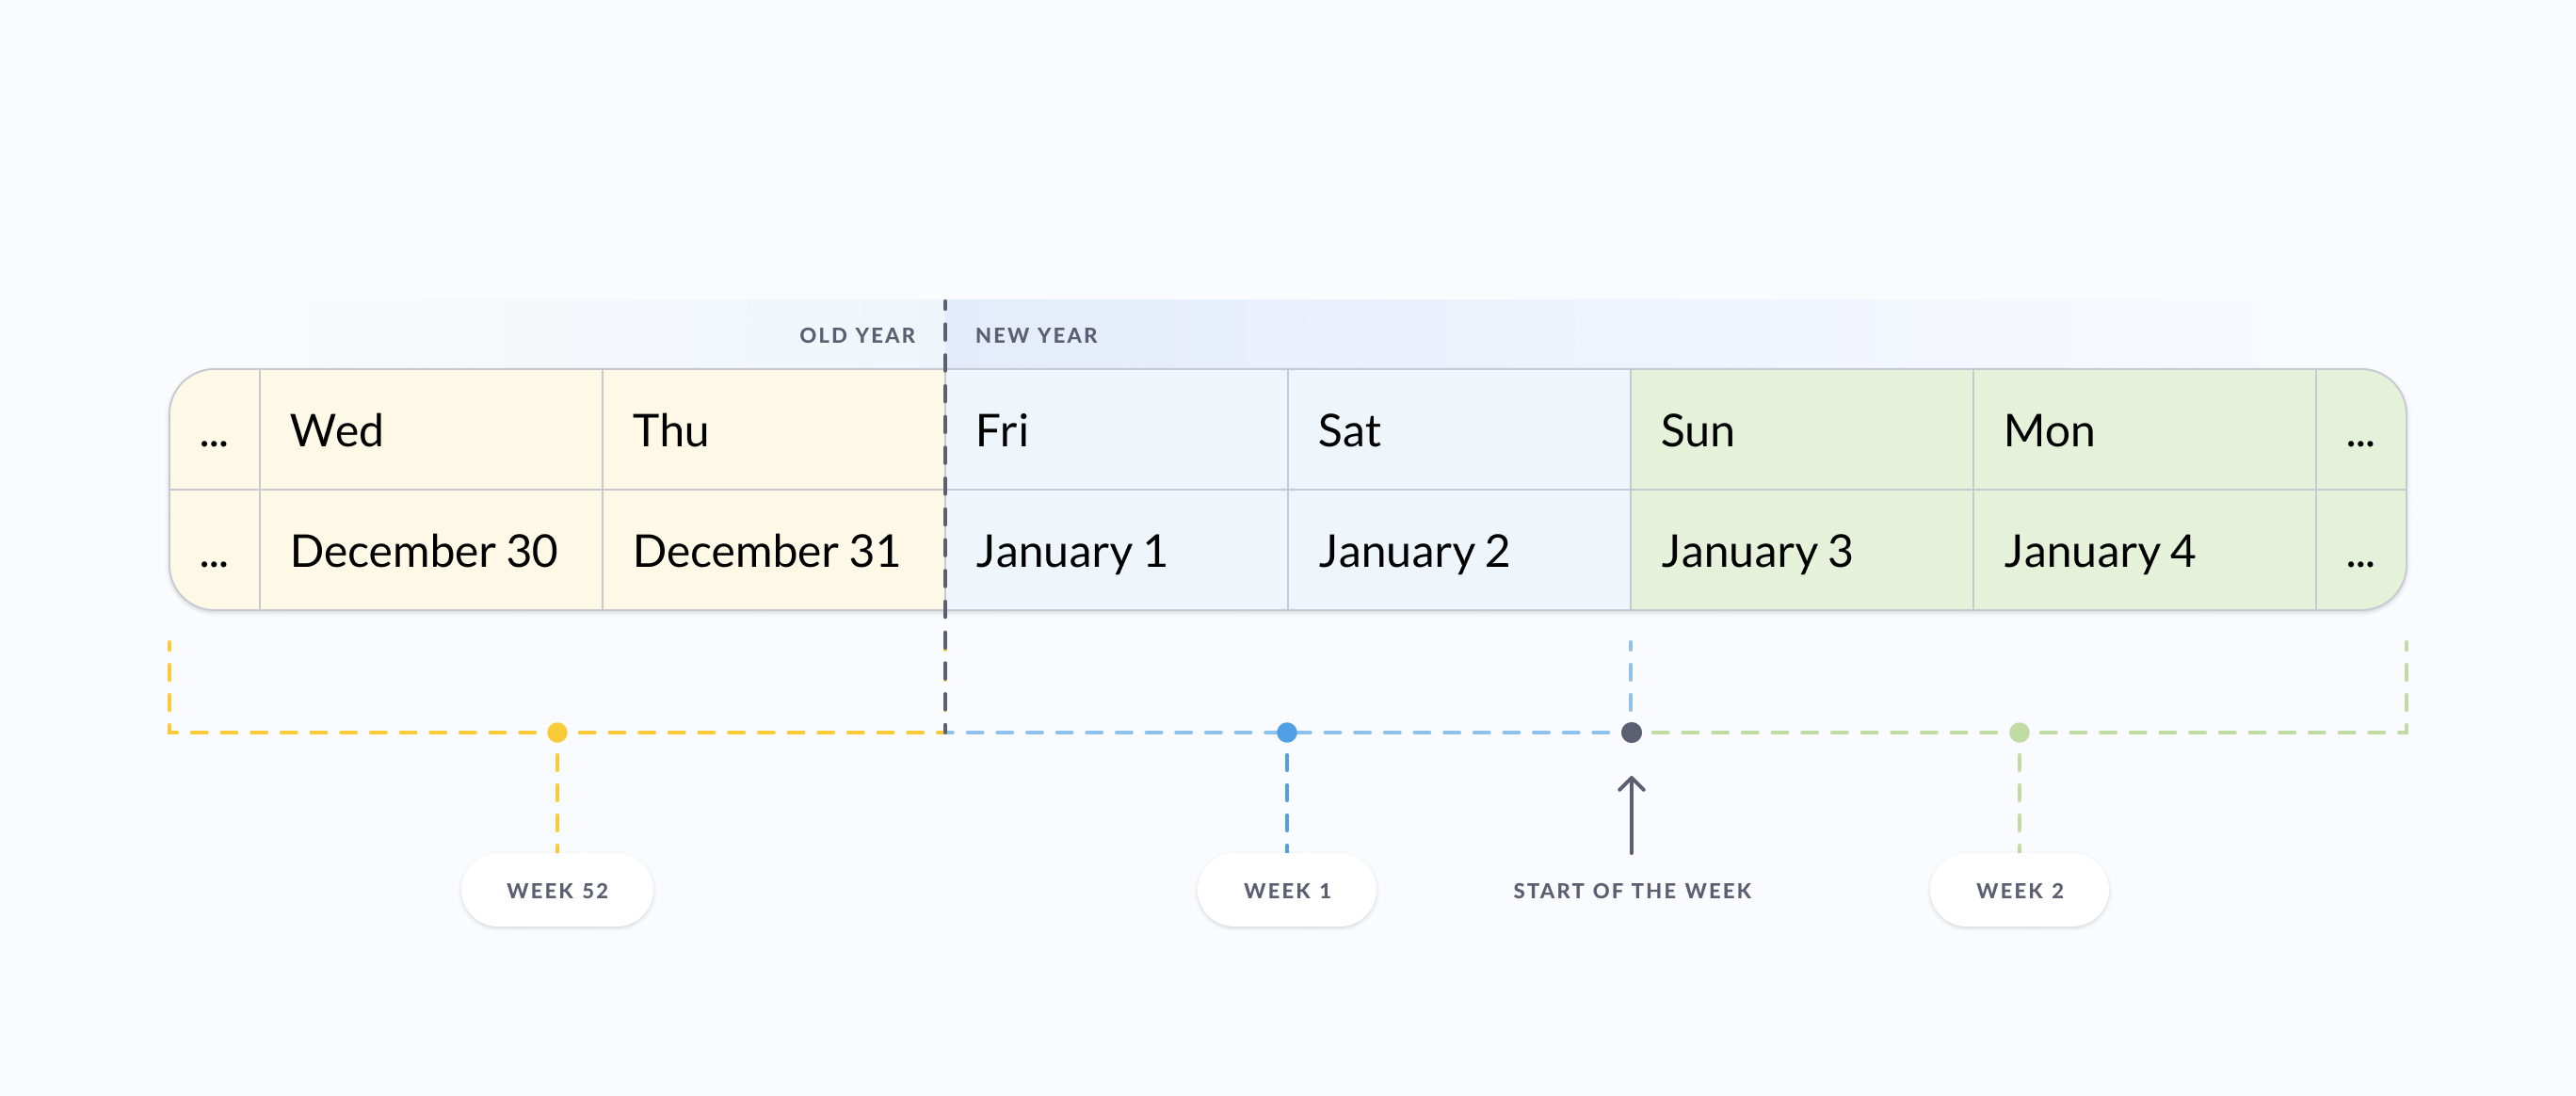 OLD YEAR NEW YEAR
... Wed Thu Fri Sat Sun Mon ...
... December 30 December 31 January 1 January 2 January 3 January 4 ...
WEEK 52 WEEK 1 START OF THE WEEK WEEK 2